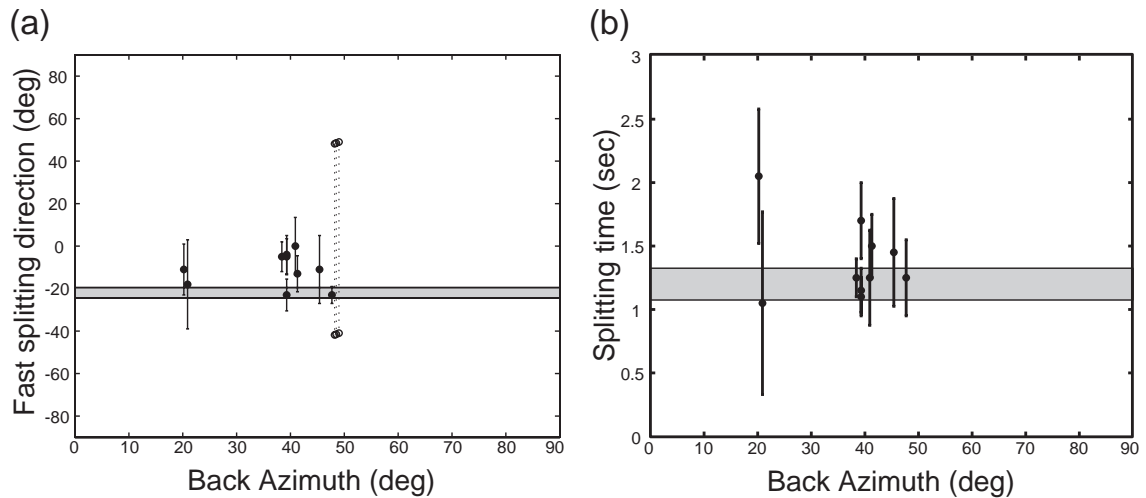 (a)
Fast splitting direction (deg)
80
60
40
20
0
-20
-40
-60
-80
0 10 20 30 40 50 60 70 80 90
Back Azimuth (deg)
(b)
Splitting time (sec)
3
2.5
2
1.5
1
0.5
0
0 10 20 30 40 50 60 70 80 90
Back Azimuth (deg)